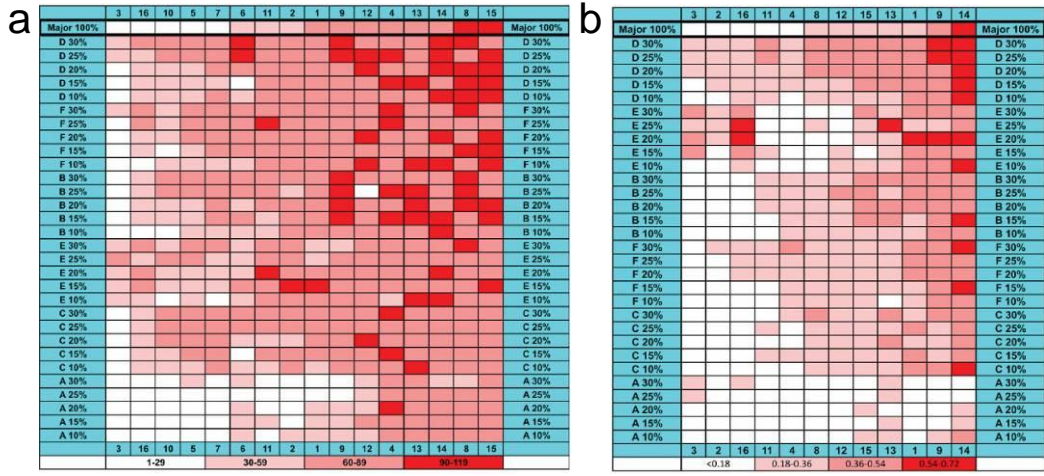 a
3 16 10 5 7 6 11 2 1 9 12 4 13 14 8 15
Major 100% Major 100%
D 30% D 30%
D 25% D 25%
D 20% D 20%
D 15% D 15%
D 10% D 10%
F 30% F 30%
F 25% F 25%
F 20% F 20%
F 15% F 15%
F 10% F 10%
B 30% B 30%
B 25% B 25%
B 20% B 20%
B 15% B 15%
B 10% B 10%
E 30% E 30%
E 25% E 25%
E 20% E 20%
E 15% E 15%
E 10% E 10%
C 30% C 30%
C 25% C 25%
C 20% C 20%
C 15% C 15%
C 10% C 10%
A 30% A 30%
A 25% A 25%
A 20% A 20%
A 15% A 15%
A 10% A 10%
3 16 10 5 7 6 11 2 1 9 12 4 13 14 8 15
1-29 30-59 60-89 90-119
b
3 2 16 11 4 8 12 15 13 1 9 14
Major 100% Major 100%
D 30% D 30%
D 25% D 25%
D 20% D 20%
D 15% D 15%
D 10% D 10%
E 30% E 30%
E 25% E 25%
E 20% E 20%
E 15% E 15%
E 10% E 10%
B 30% B 30%
B 25% B 25%
B 20% B 20%
B 15% B 15%
B 10% B 10%
F 30% F 30%
F 25% F 25%
F 20% F 20%
F 15% F 15%
F 10% F 10%
C 30% C 30%
C 25% C 25%
C 20% C 20%
C 15% C 15%
C 10% C 10%
A 30% A 30%
A 25% A 25%
A 20% A 20%
A 15% A 15%
A 10% A 10%
3 2 16 11 4 8 12 15 13 1 9 14
<0.18 0.18-0.36 0.36-0.54 0.54-0.72